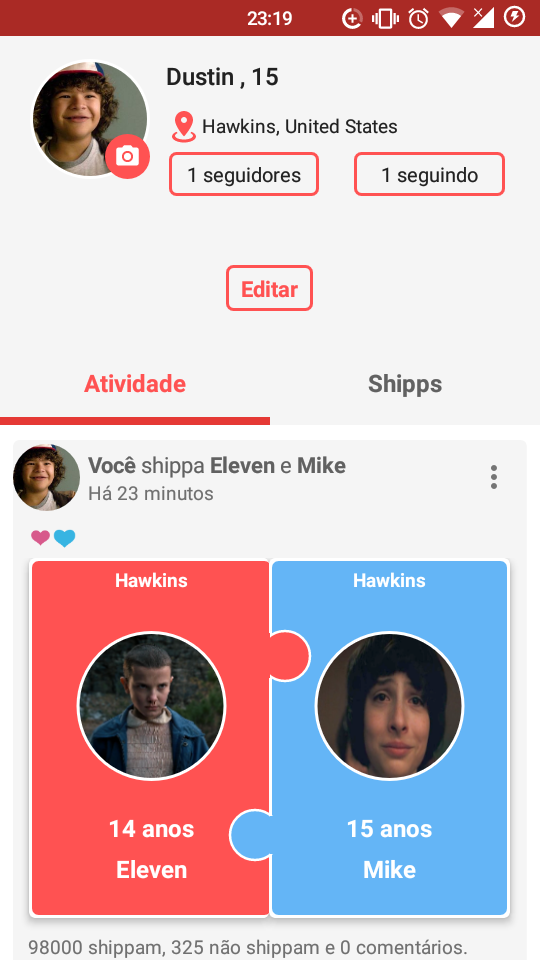 23:19
Dustin , 15
Hawkins, United States
1 seguidores
1 seguindo
Editar
Atividade
Shipps
Você shippa Eleven e Mike
Há 23 minutos
Hawkins
Hawkins
14 anos
15 anos
Eleven
Mike
98000 shippam, 325 não shippam e 0 comentários.